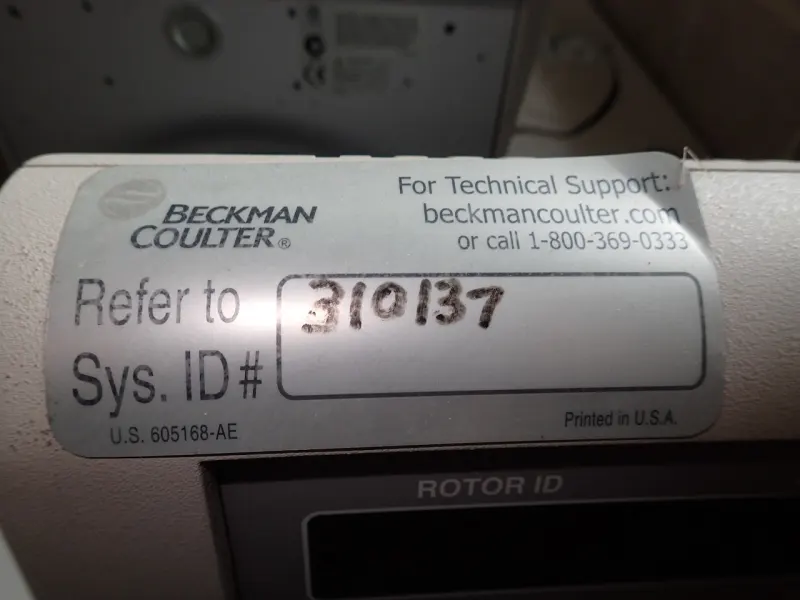 BECKMAN
COULTER®
For Technical Support:
beckmancoulter.com
or call 1-800-369-0333
Refer to
Sys. ID#
310137
U.S. 605168-AE
Printed in U.S.A.
ROTOR ID